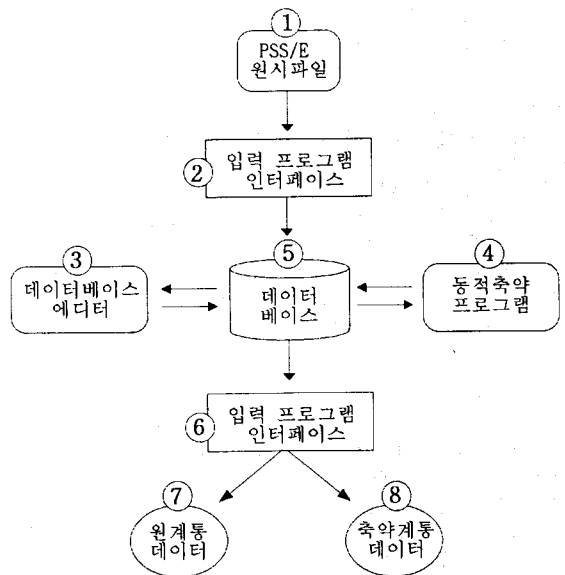 ①
PSS/E
원시파일
②
입력 프로그램
인터페이스
③
데이터베이스
에디터
⑤
데이터
베이스
④
동적축약
프로그램
⑥
입력 프로그램
인터페이스
⑦
원계통
데이터
⑧
축약계통
데이터